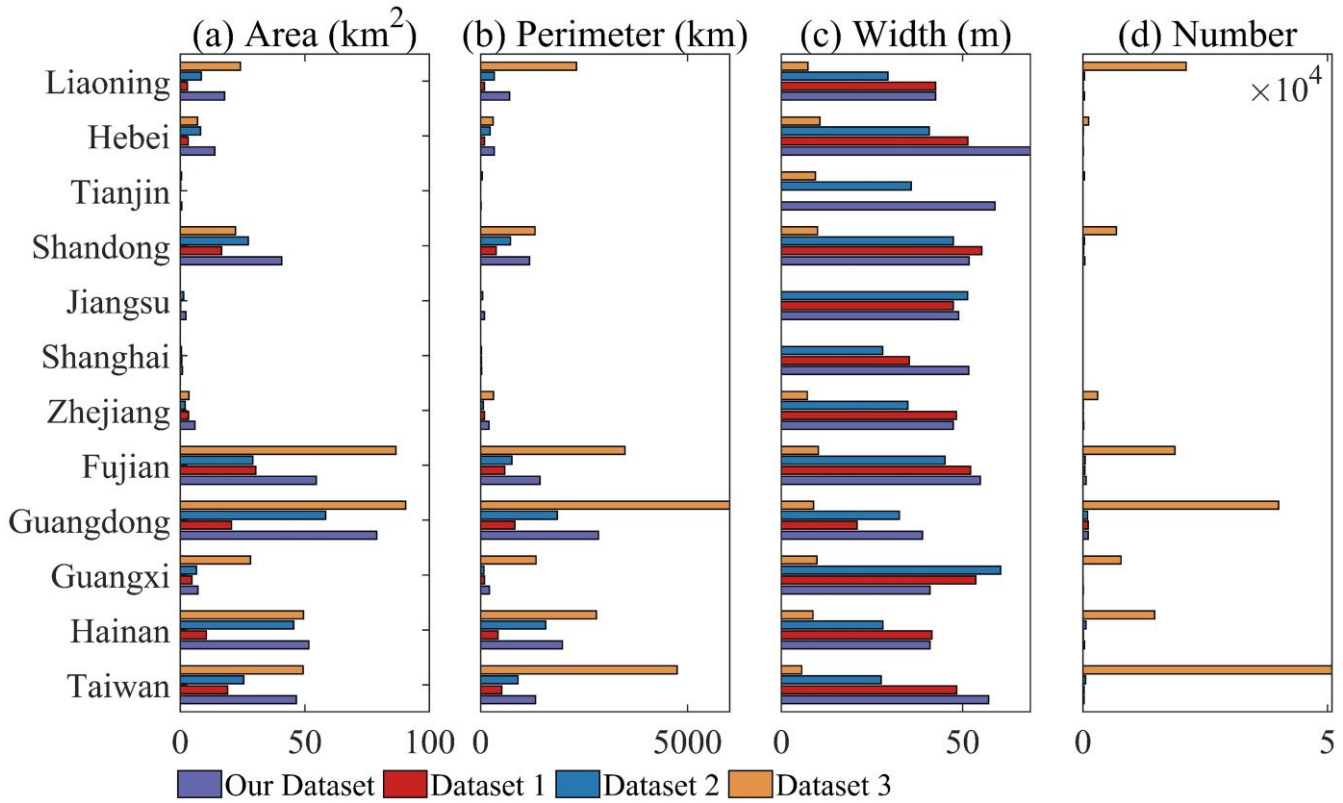 (a) Area (km²) (b) Perimeter (km) (c) Width (m) (d) Number
×10⁴
Liaoning
Hebei
Tianjin
Shandong
Jiangsu
Shanghai
Zhejiang
Fujian
Guangdong
Guangxi
Hainan
Taiwan
0 50 100 0 5000 0 50 0 5
Our Dataset Dataset 1 Dataset 2 Dataset 3